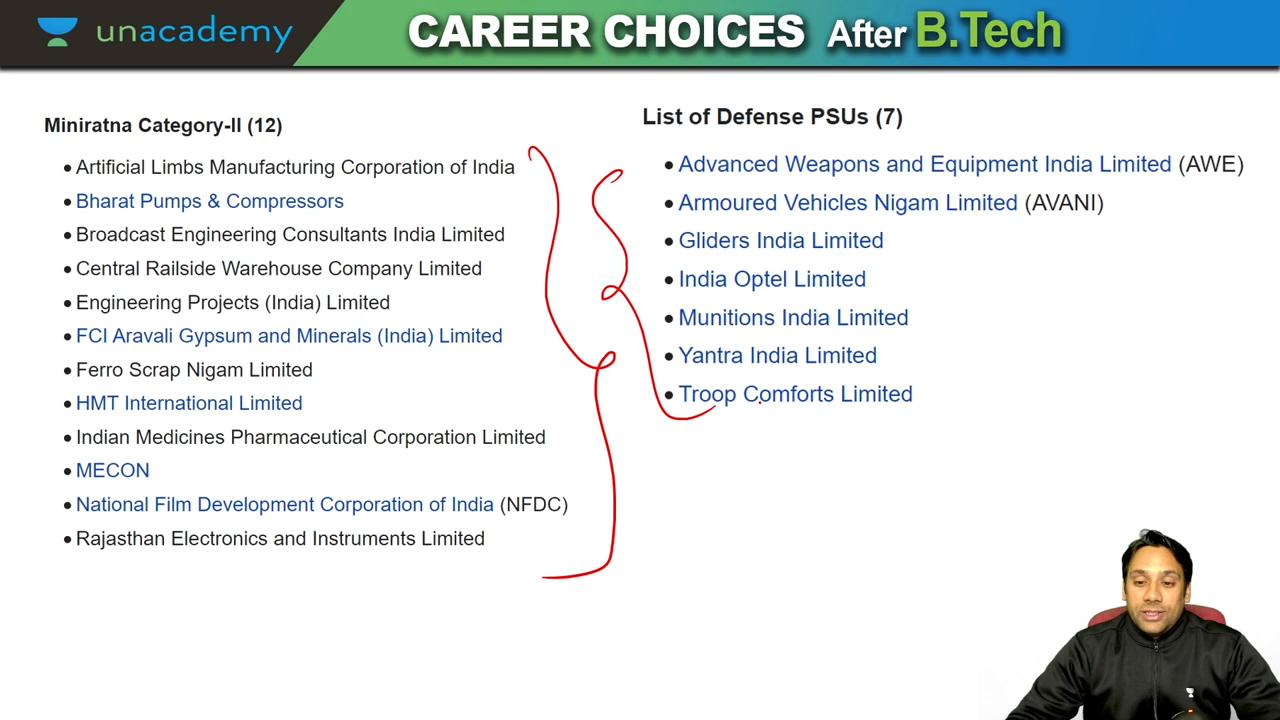 unacademy
CAREER CHOICES After B.Tech
Miniratna Category-II (12)
• Artificial Limbs Manufacturing Corporation of India
• Bharat Pumps & Compressors
• Broadcast Engineering Consultants India Limited
• Central Railside Warehouse Company Limited
• Engineering Projects (India) Limited
• FCI Aravali Gypsum and Minerals (India) Limited
• Ferro Scrap Nigam Limited
• HMT International Limited
• Indian Medicines Pharmaceutical Corporation Limited
• MECON
• National Film Development Corporation of India (NFDC)
• Rajasthan Electronics and Instruments Limited
List of Defense PSUs (7)
• Advanced Weapons and Equipment India Limited (AWE)
• Armoured Vehicles Nigam Limited (AVANI)
• Gliders India Limited
• India Optel Limited
• Munitions India Limited
• Yantra India Limited
• Troop Comforts Limited